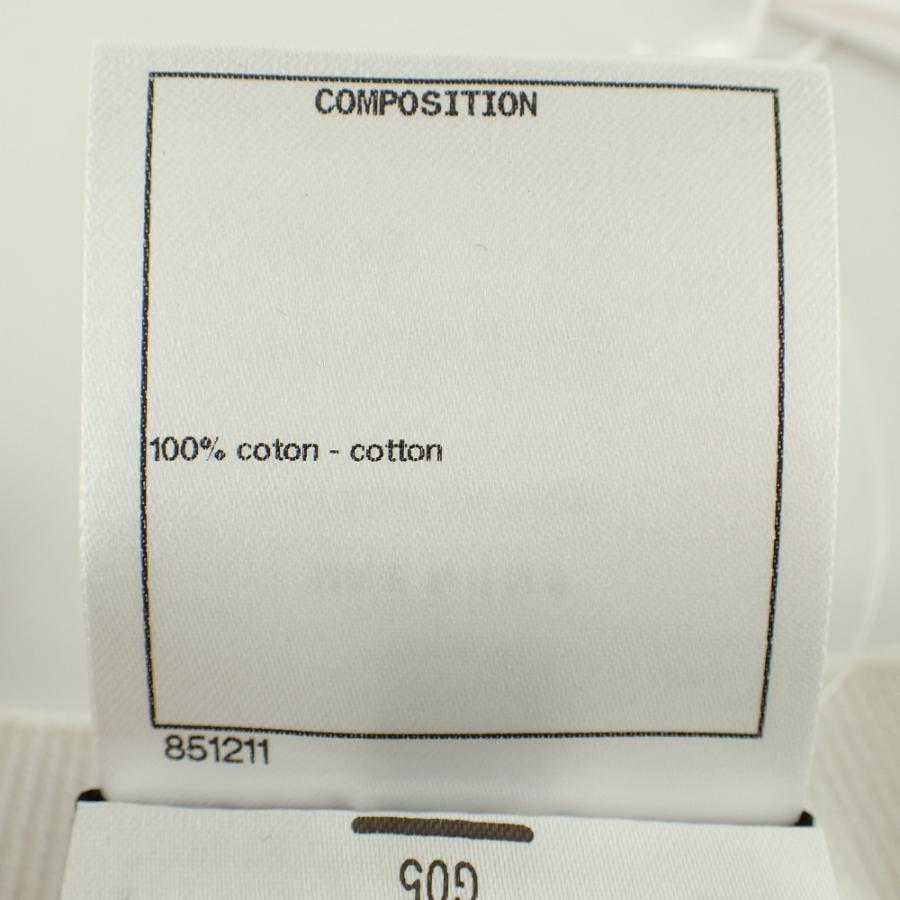 COMPOSITION
100% coton - cotton
851211
G05